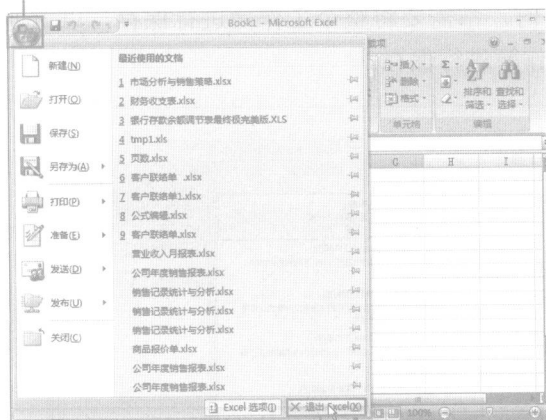 Book1 - Microsoft Excel
新建(N)
打开(O)
保存(S)
另存为(A)
打印(P)
准备(E)
发送(D)
发布(U)
关闭(C)
最近使用的文档
1 市场分析与销售策略.xlsx
2 财务收支表.xlsx
3 银行存款余额调节表最终极完美版.XLS
4 tmp1.xls
5 页数.xlsx
6 客户联络单 .xlsx
7 客户联络单1.xlsx
8 公式编辑.xlsx
9 客户联络单.xlsx
营业收入月报表.xlsx
公司年度销售报表.xlsx
销售记录统计与分析.xlsx
销售记录统计与分析.xlsx
销售记录统计与分析.xlsx
商品报价单.xlsx
公司年度销售报表.xlsx
公司年度销售报表.xlsx
Excel 选项(I)
退出 Excel(X)
插入
删除
格式
单元格
Σ
排序和筛选
查找和选择
编辑
G H I
100%